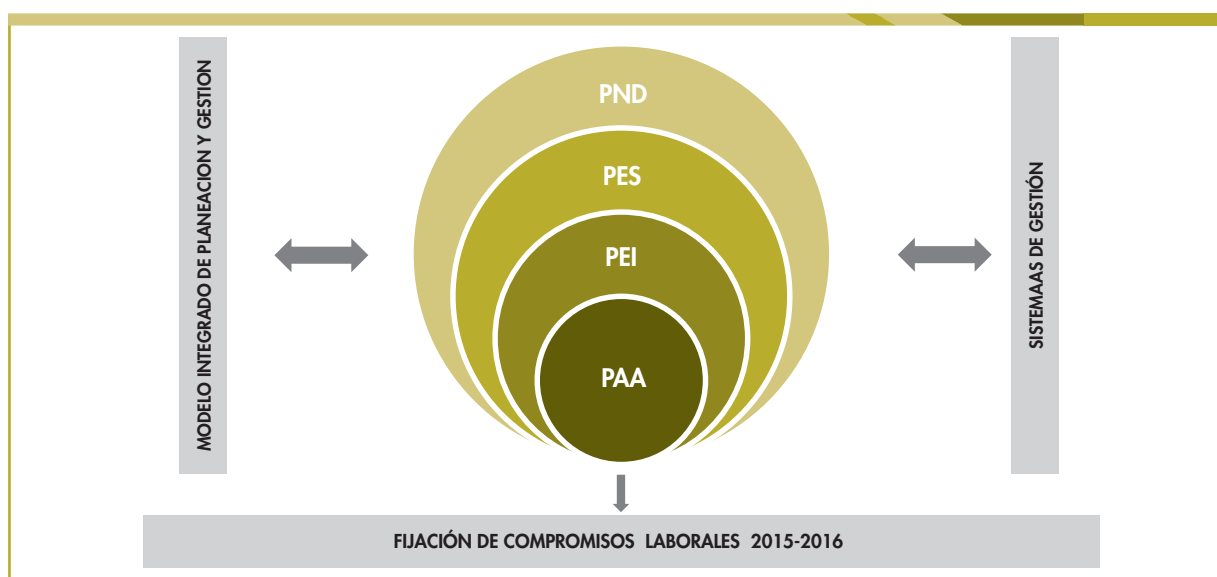 MODELO INTEGRADO DE PLANEACION Y GESTION
PND
PES
PEI
PAA
SISTEMAAS DE GESTIÓN
FIJACIÓN DE COMPROMISOS LABORALES 2015-2016